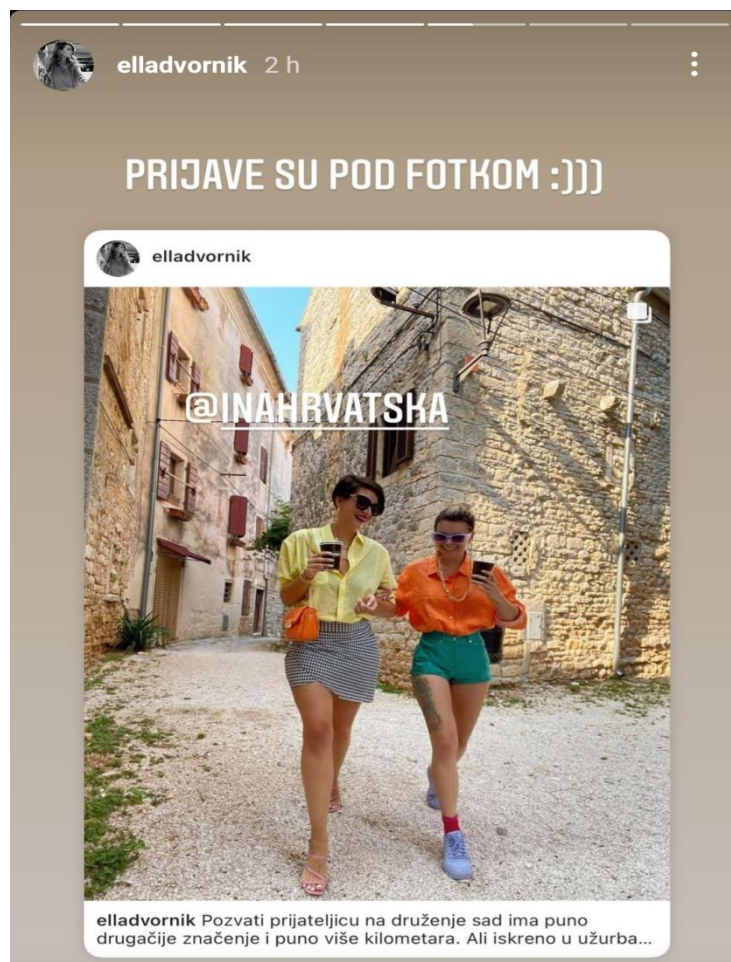 elladvornik 2 h
PRIJAVE SU POD FOTKOM :)))
elladvornik
@INAHRVATSKA
elladvornik Pozvati prijateljicu na druženje sad ima puno
drugačije značenje i puno više kilometara. Ali iskreno u užurba...